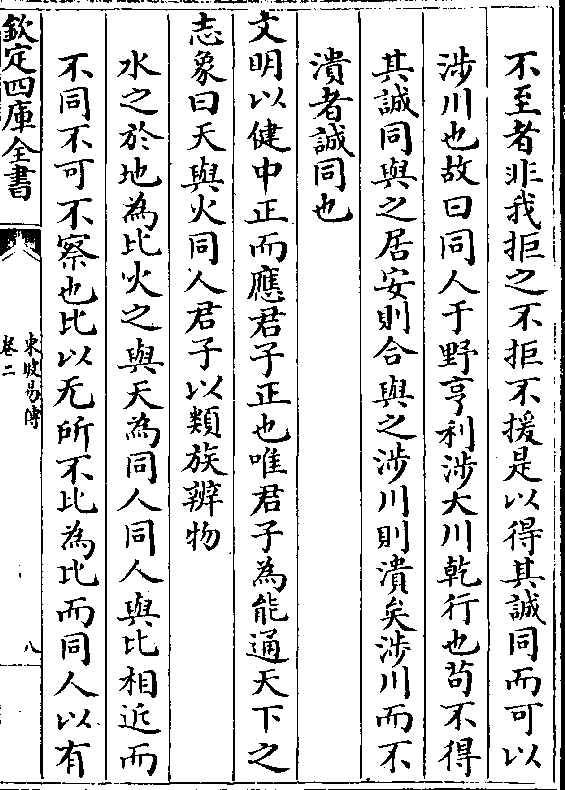 不至者非我拒之不拒不援是以得其誠同而可以
涉川也故曰同人于野亨利涉大川乾行也苟不得
其誠同與之居安則合與之涉川則潰矣涉川而不
潰者誠同也
文明以健中正而應君子正也唯君子為能通天下之
志象曰天與火同人君子以類族辨物
水之於地為比火之與天為同人同人與比相近而
不同不可不察也比以无所不比為比而同人以有
欽定四庫全書
東坡易傳
卷二
八